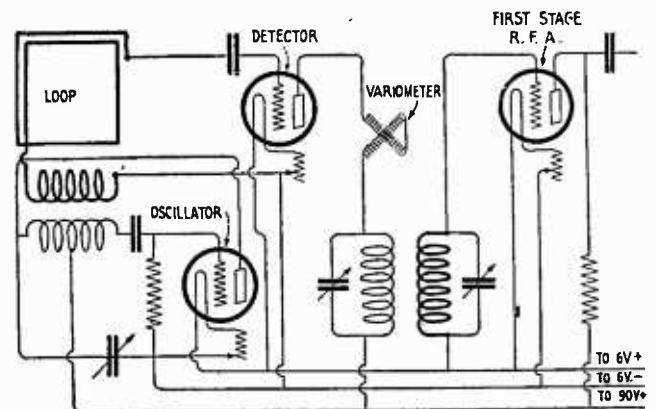 FIRST STAGE
R.F.A.
DETECTOR
LOOP
VARIOMETER
OSCILLATOR
TO 6V+
TO 6V.-
TO 90V+